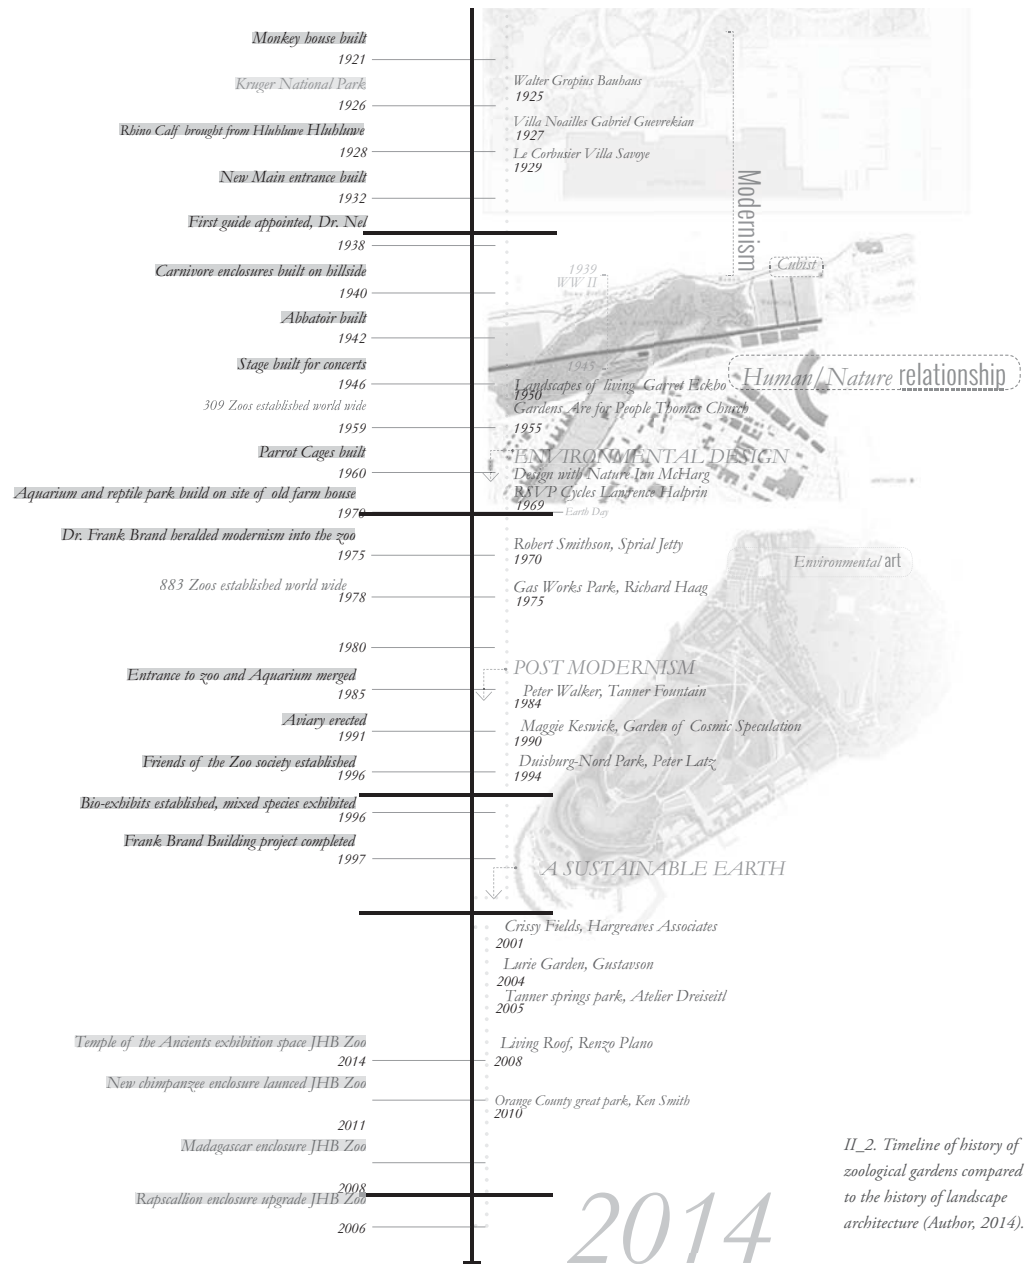 Monkey house built
1921
Kruger National Park
1926
Rhino Calf brought from Hluhluwe Hluhluwe
1928
New Main entrance built
1932
First guide appointed, Dr. Nel
1938
Carnivore enclosures built on hillside
1940
Abbatoir built
1942
Stage built for concerts
1946
309 Zoos established world wide
1959
Parrot Cages built
1960
Aquarium and reptile park build on site of old farm house
1970
Dr. Frank Brand heralded modernism into the zoo
1975
883 Zoos established world wide
1978
1980
Entrance to zoo and Aquarium merged
1985
Aviary erected
1991
Friends of the Zoo society established
1996
Bio-exhibits established, mixed species exhibited
1996
Frank Brand Building project completed
1997
Temple of the Ancients exhibition space JHB Zoo
2014
New chimpanzee enclosure launced JHB Zoo
2011
Madagascar enclosure JHB Zoo
2008
Rapscallion enclosure upgrade JHB Zoo
2006
Walter Gropius Bauhaus
1925
Villa Noailles Gabriel Guevrekian
1927
Le Corbusier Villa Savoye
1929
Modernism
Cubist
1939
WW II
1945
Human/Nature relationship
Landscapes of living Garret Eckbo
1950
Gardens Are for People Thomas Church
1955
ENVIRONMENTAL DESIGN
Design with Nature Inn McHarg
RSVP Cycles Lawrence Halprin
1969
Earth Day
Robert Smithson, Sprial Jetty
1970
Environmental art
Gas Works Park, Richard Haag
1975
POST MODERNISM
Peter Walker, Tanner Fountain
1984
Maggie Keswick, Garden of Cosmic Speculation
1990
Duisburg-Nord Park, Peter Latz
1994
A SUSTAINABLE EARTH
Crissy Fields, Hargreaves Associates
2001
Lurie Garden, Gustavson
2004
Tanner springs park, Atelier Dreiseitl
2005
Living Roof, Renzo Plano
2008
Orange County great park, Ken Smith
2010
2014
II_2. Timeline of history of
zoological gardens compared
to the history of landscape
architecture (Author, 2014).